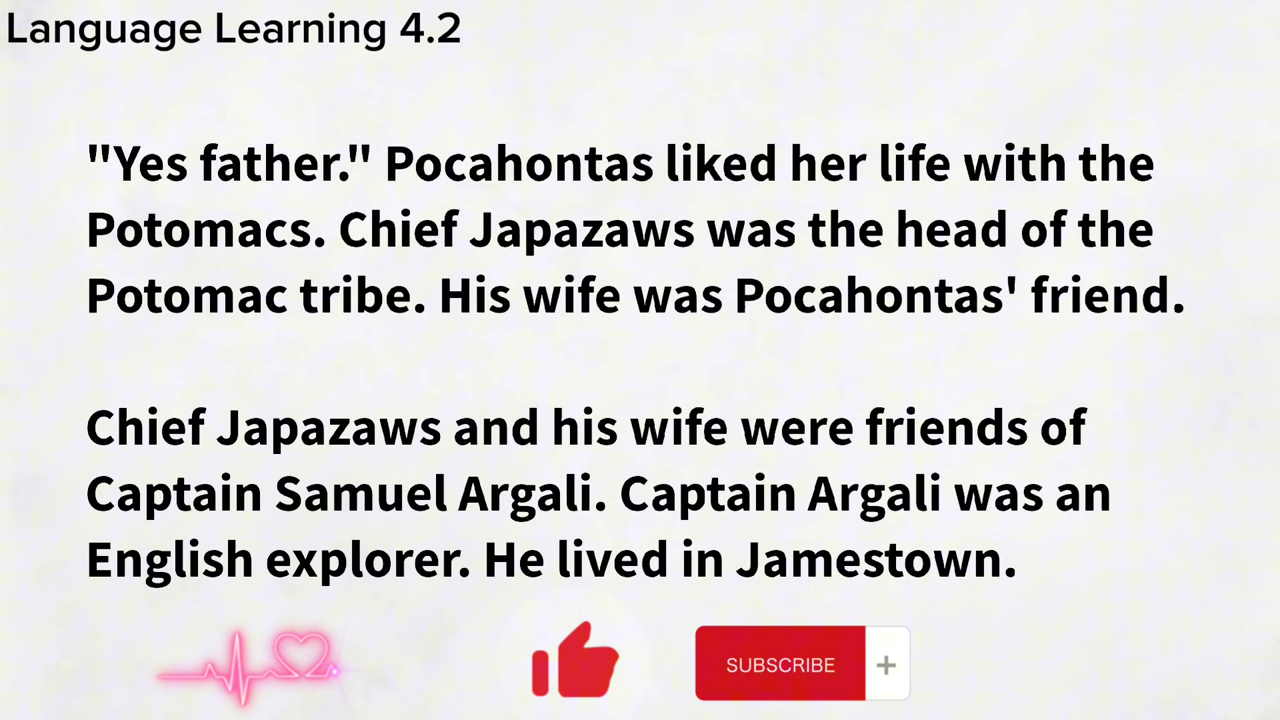 Language Learning 4.2
"Yes father." Pocahontas liked her life with the
Potomacs. Chief Japazaws was the head of the
Potomac tribe. His wife was Pocahontas' friend.
Chief Japazaws and his wife were friends of
Captain Samuel Argali. Captain Argali was an
English explorer. He lived in Jamestown.
SUBSCRIBE +